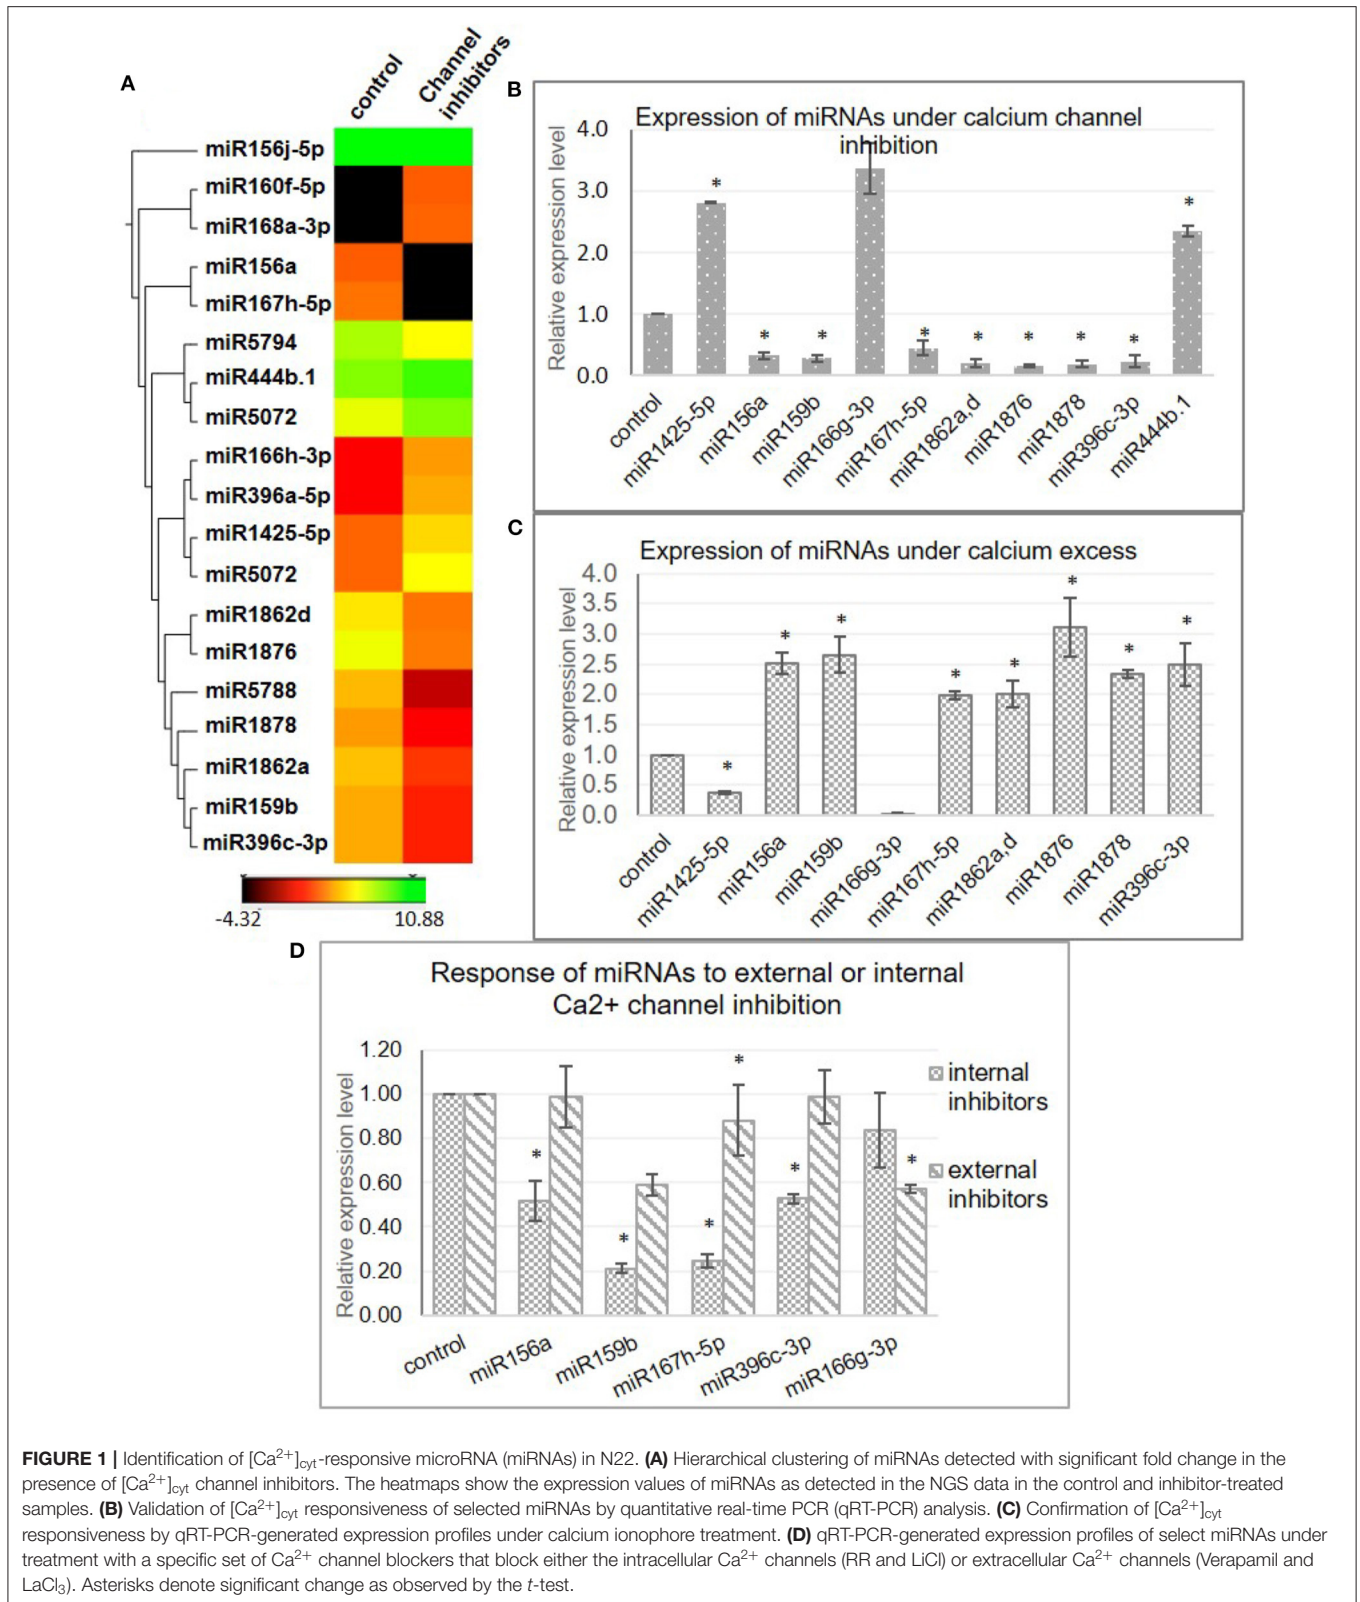 A
control
Channel
inhibitors
miR156j-5p
miR160f-5p
miR168a-3p
miR156a
miR167h-5p
miR5794
miR444b.1
miR5072
miR166h-3p
miR396a-5p
miR1425-5p
miR5072
miR1862d
miR1876
miR5788
miR1878
miR1862a
miR159b
miR396c-3p
-4.32
10.88
B
Expression of miRNAs under calcium channel
inhibition
Relative expression level
4.0
3.0
2.0
1.0
0.0
* * * * * * * * *
control
miR1425-5p
miR156a
miR159b
miR166g-3p
miR167h-5p
miR1862a,d
miR1876
miR1878
miR396c-3p
miR444b.1
C
Expression of miRNAs under calcium excess
Relative expression level
4.0
3.5
3.0
2.5
2.0
1.5
1.0
0.5
0.0
* * * * * * * *
control
miR1425-5p
miR156a
miR159b
miR166g-3p
miR167h-5p
miR1862a,d
miR1876
miR1878
miR396c-3p
D
Response of miRNAs to external or internal
Ca2+ channel inhibition
Relative expression level
1.20
1.00
0.80
0.60
0.40
0.20
0.00
* * * * * *
control
miR156a
miR159b
miR167h-5p
miR396c-3p
miR166g-3p
internal
inhibitors
external
inhibitors
FIGURE 1 | Identification of [Ca²⁺]cyt-responsive microRNA (miRNAs) in N22. (A) Hierarchical clustering of miRNAs detected with significant fold change in the
presence of [Ca²⁺]cyt channel inhibitors. The heatmaps show the expression values of miRNAs as detected in the NGS data in the control and inhibitor-treated
samples. (B) Validation of [Ca²⁺]cyt responsiveness of selected miRNAs by quantitative real-time PCR (qRT-PCR) analysis. (C) Confirmation of [Ca²⁺]cyt
responsiveness by qRT-PCR-generated expression profiles under calcium ionophore treatment. (D) qRT-PCR-generated expression profiles of select miRNAs under
treatment with a specific set of Ca²⁺ channel blockers that block either the intracellular Ca²⁺ channels (RR and LiCl) or extracellular Ca²⁺ channels (Verapamil and
LaCl₃). Asterisks denote significant change as observed by the t-test.